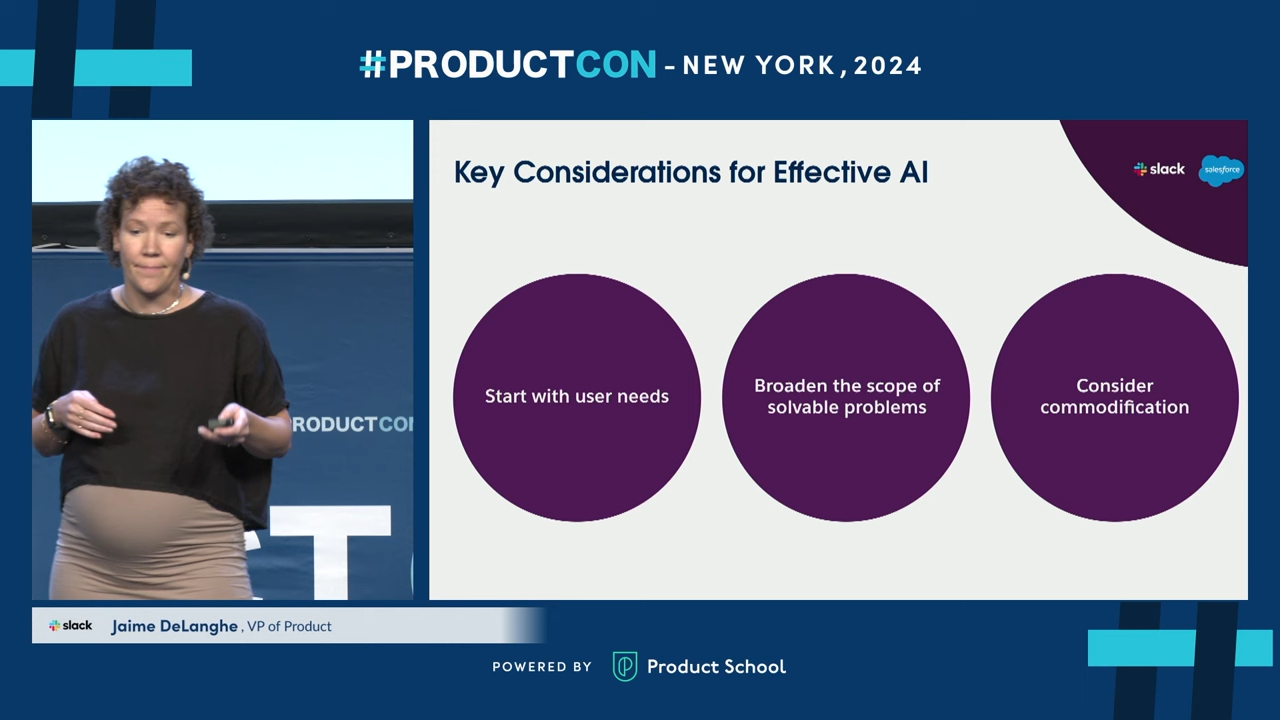 #PRODUCTCON - NEW YORK, 2024
Key Considerations for Effective AI
slack
salesforce
Start with user needs
Broaden the scope of
solvable problems
Consider
commodification
RODUCTCON
T
slack
Jaime DeLanghe, VP of Product
POWERED BY Product School